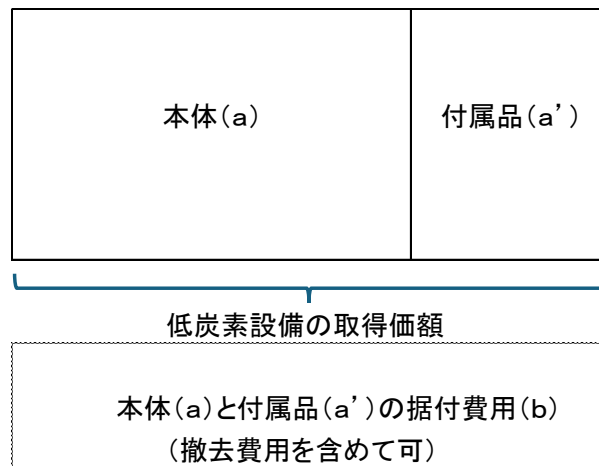 本体(a)
付属品(a’)
低炭素設備の取得価額
本体(a)と付属品(a’)の据付費用(b)
(撤去費用を含めて可)